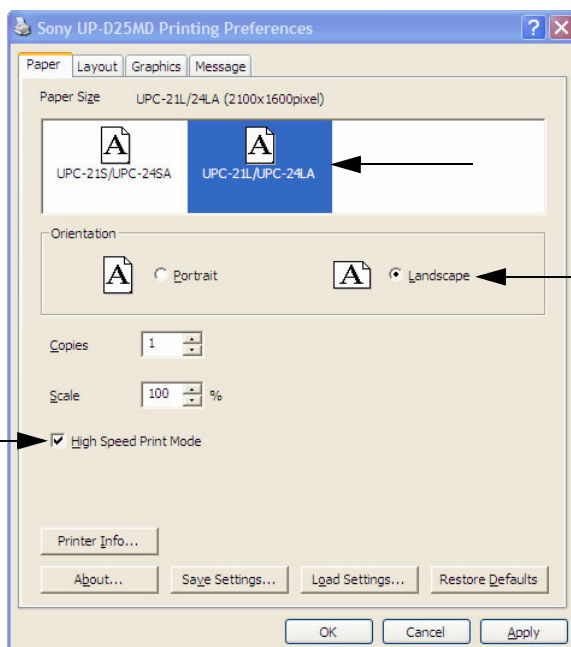 Sony UP-D25MD Printing Preferences
Paper Layout Graphics Message
Paper Size UPC-21L/24LA (2100x1600pixel)
A A
UPC-21S/UPC-24SA UPC-21L/UPC-24LA
Orientation
A Portrait A Landscape
Copies 1
Scale 100 %
High Speed Print Mode
Printer Info...
About... Save Settings... Load Settings... Restore Defaults
OK Cancel Apply